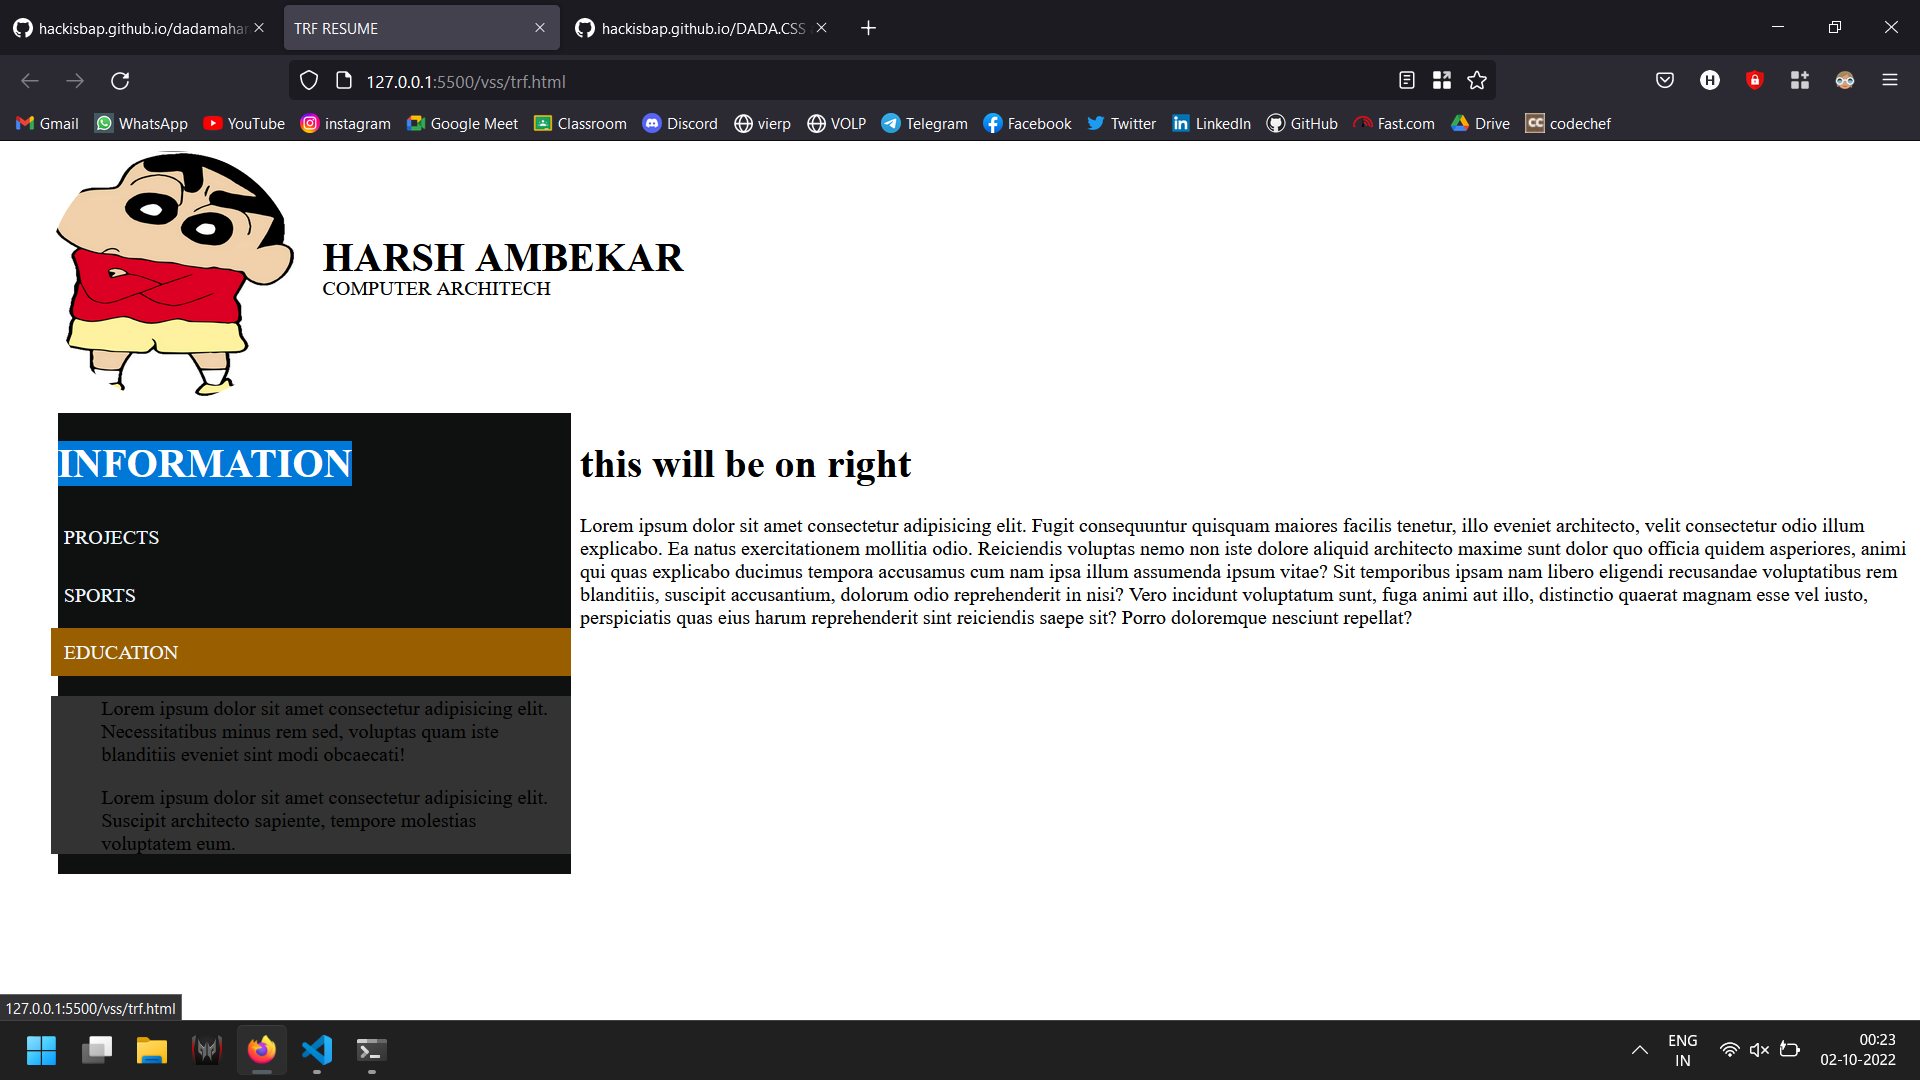 hackisbap.github.io/dadamahar
TRF RESUME
hackisbap.github.io/DADA.CSS
127.0.0.1:5500/vss/trf.html
Gmail WhatsApp YouTube instagram Google Meet Classroom Discord vierp VOLP Telegram Facebook Twitter LinkedIn GitHub Fast.com Drive CC codechef
HARSH AMBEKAR
COMPUTER ARCHITECH
INFORMATION
PROJECTS
SPORTS
EDUCATION
Lorem ipsum dolor sit amet consectetur adipisicing elit.
Necessitatibus minus rem sed, voluptas quam iste
blanditiis eveniet sint modi obcaecati!
Lorem ipsum dolor sit amet consectetur adipisicing elit.
Suscipit architecto sapiente, tempore molestias
voluptatem eum.
this will be on right
Lorem ipsum dolor sit amet consectetur adipisicing elit. Fugit consequuntur quisquam maiores facilis tenetur, illo eveniet architecto, velit consectetur odio illum
explicabo. Ea natus exercitationem mollitia odio. Reiciendis voluptas nemo non iste dolore aliquid architecto maxime sunt dolor quo officia quidem asperiores, animi
qui quas explicabo ducimus tempora accusamus cum nam ipsa illum assumenda ipsum vitae? Sit temporibus ipsam nam libero eligendi recusandae voluptatibus rem
blanditiis, suscipit accusantium, dolorum odio reprehenderit in nisi? Vero incidunt voluptatum sunt, fuga animi aut illo, distinctio quaerat magnam esse vel iusto,
perspiciatis quas eius harum reprehenderit sint reiciendis saepe sit? Porro doloremque nesciunt repellat?
127.0.0.1:5500/vss/trf.html
ENG
IN
00:23
02-10-2022